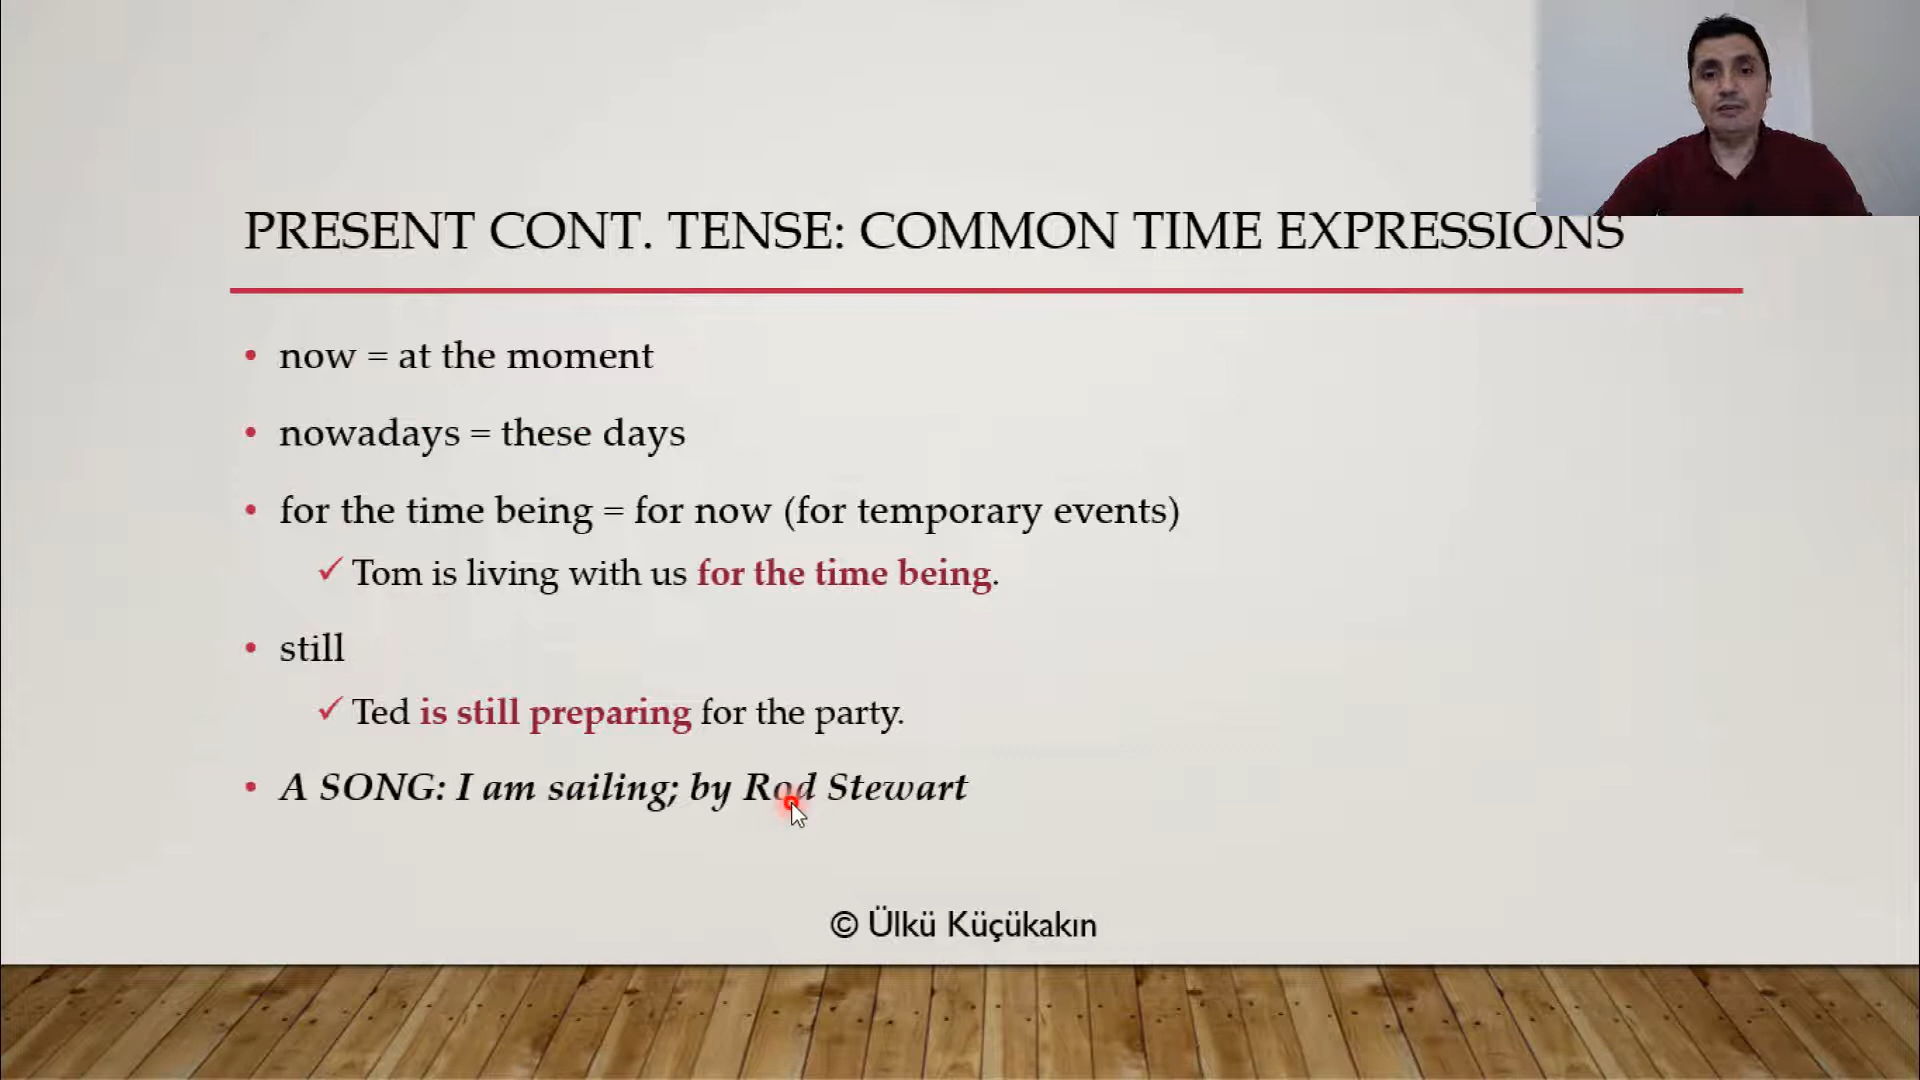 PRESENT CONT. TENSE: COMMON TIME EXPRESSIONS
• now = at the moment
• nowadays = these days
• for the time being = for now (for temporary events)
✓ Tom is living with us for the time being.
• still
✓ Ted is still preparing for the party.
• A SONG: I am sailing; by Rod Stewart
© Ülkü Küçükakın